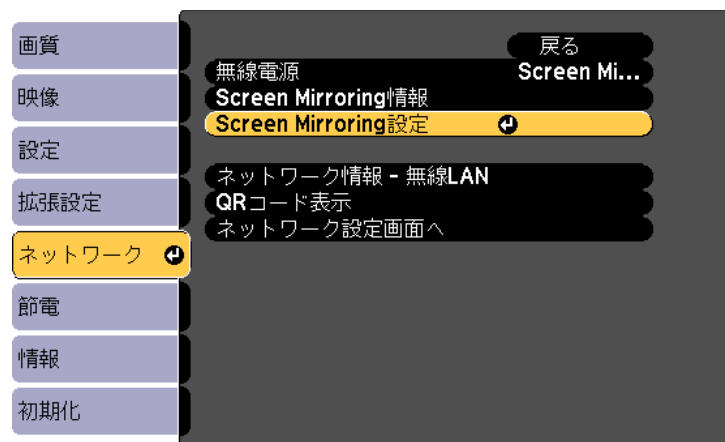 画質
映像
設定
拡張設定
ネットワーク
節電
情報
初期化
戻る
無線電源 Screen Mi...
Screen Mirroring情報
Screen Mirroring設定
ネットワーク情報 - 無線LAN
QRコード表示
ネットワーク設定画面へ